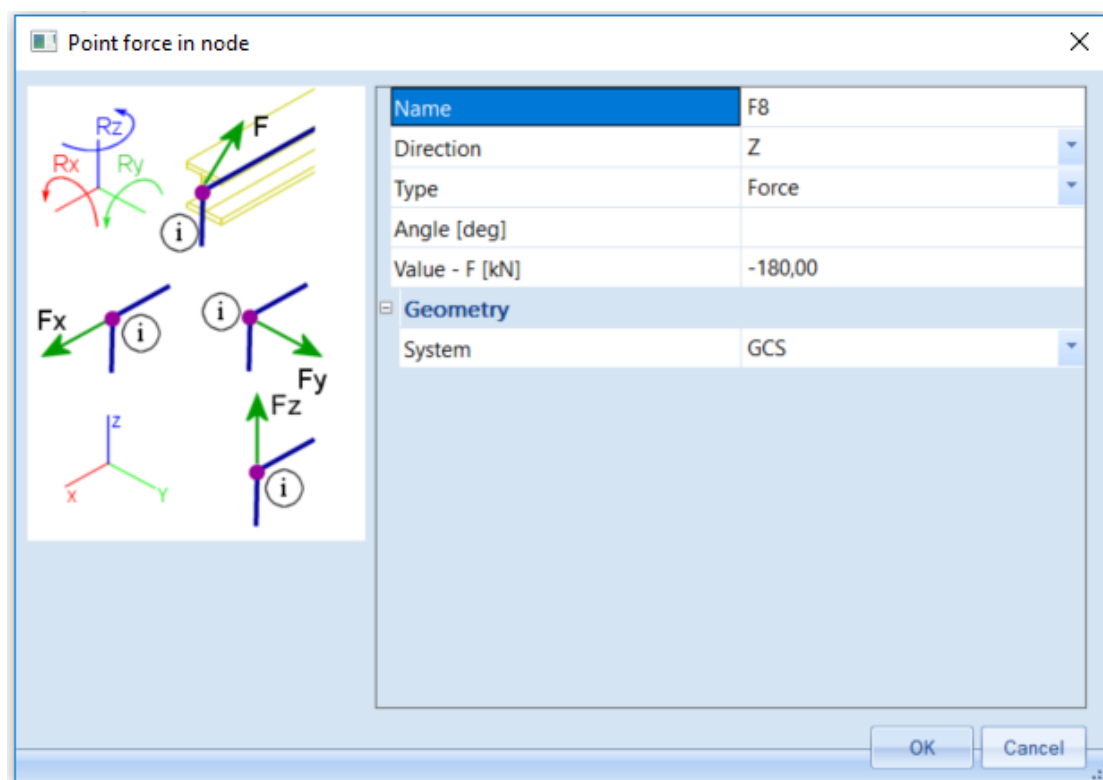 Point force in node
Rz
F
Rx
Ry
i
Fx
i
i
Fy
Fz
z
x
Y
i
Name F8
Direction Z
Type Force
Angle [deg]
Value - F [kN] -180,00
Geometry
System GCS
OK Cancel